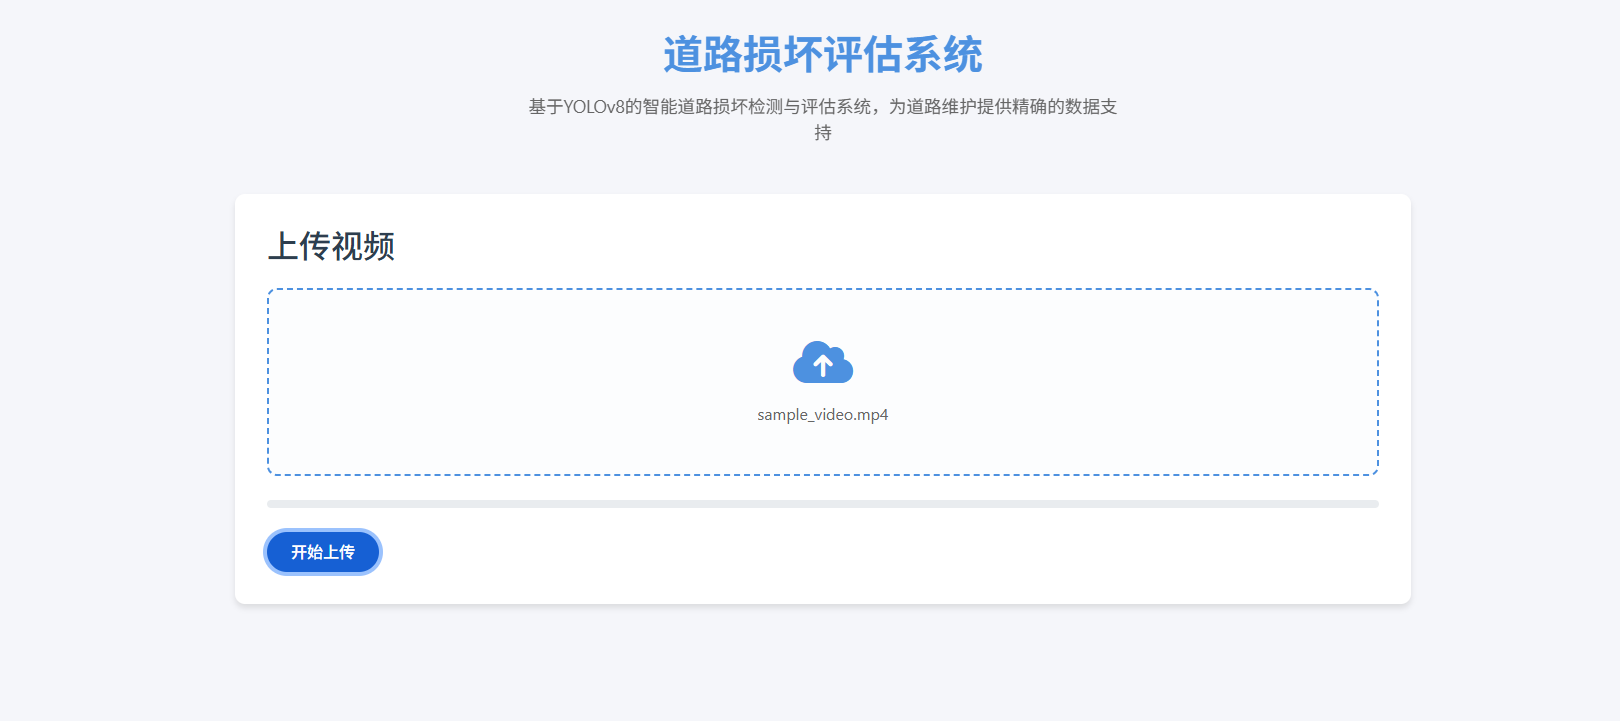 道路损坏评估系统
基于YOLOv8的智能道路损坏检测与评估系统，为道路维护提供精确的数据支
持
上传视频
sample_video.mp4
开始上传